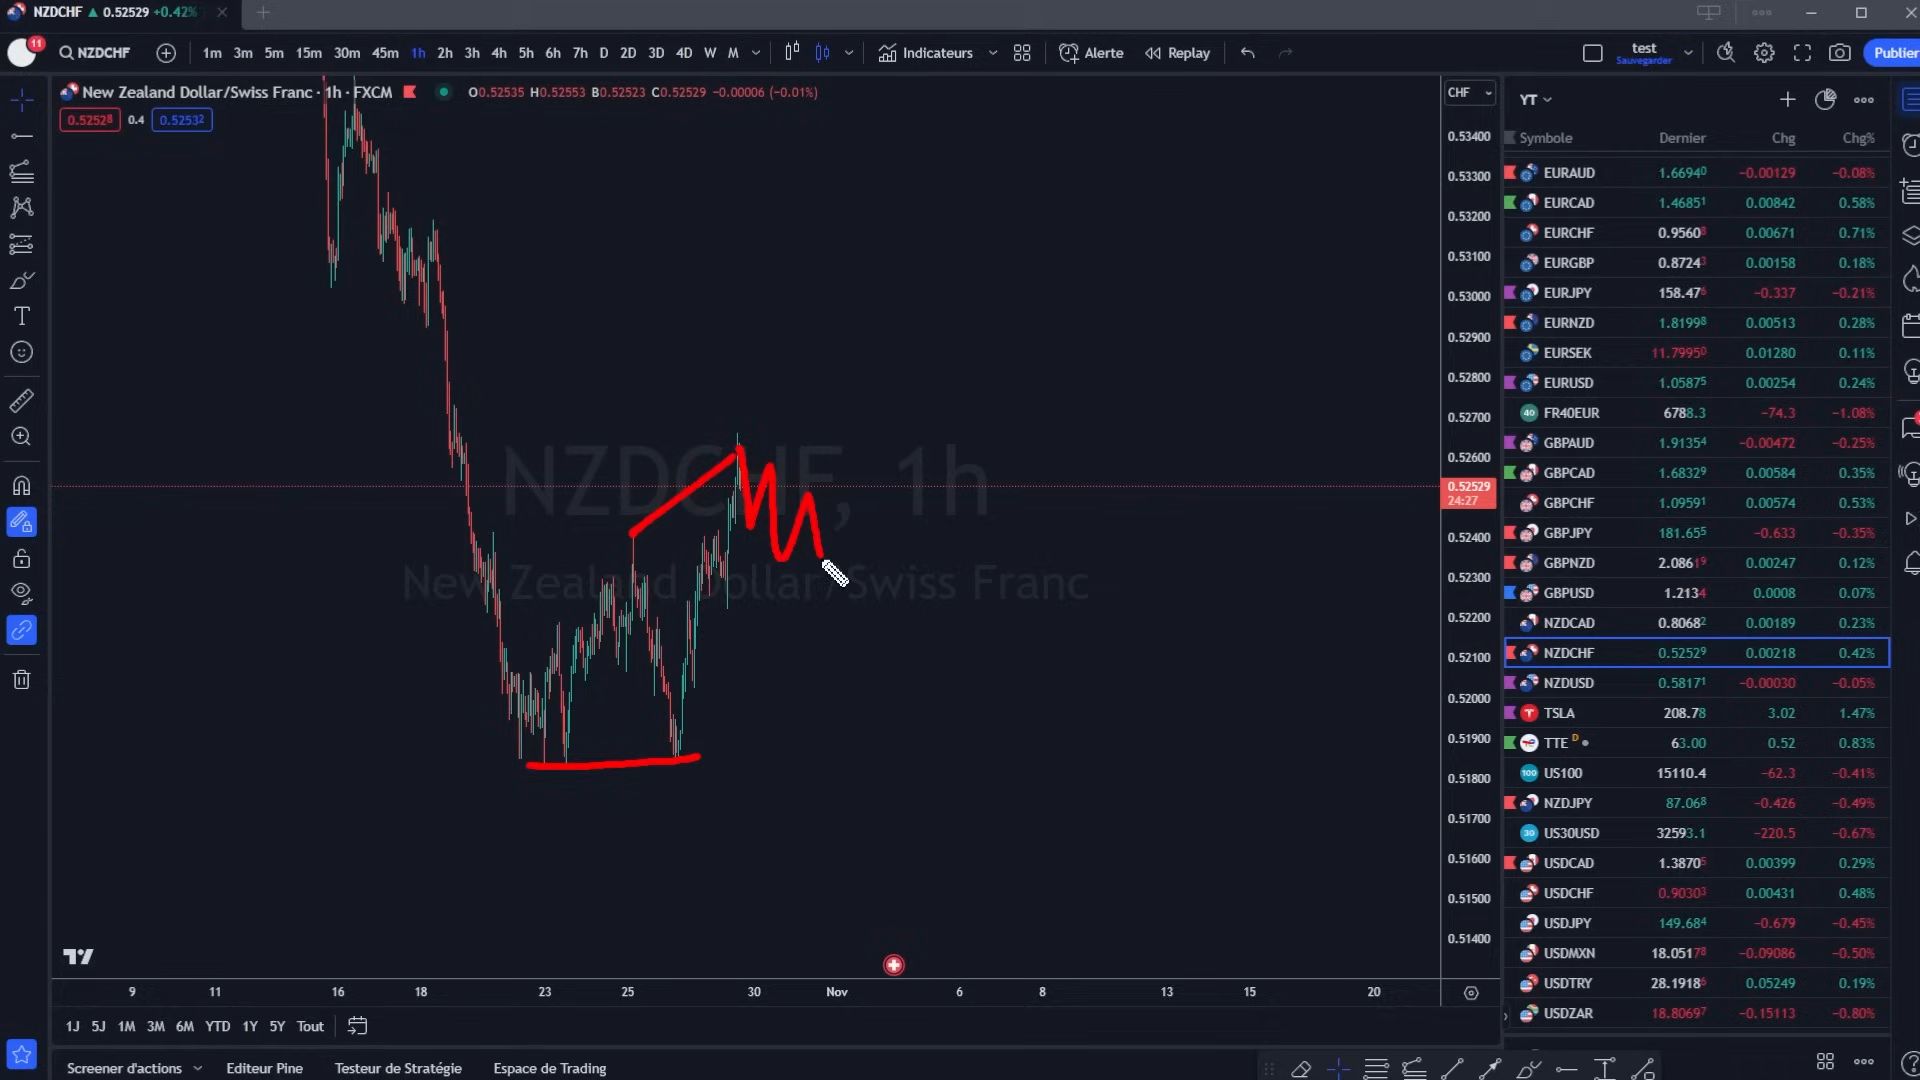 NZDCHF ▲ 0.52529 +0.42%
11 NZDCHF 1m 3m 5m 15m 30m 45m 1h 2h 3h 4h 5h 6h 7h D 2D 3D 4D W M Indicateurs Alerte Replay test Sauvegarder Publier
New Zealand Dollar/Swiss Franc · 1h · FXCM O0.52535 H0.52553 B0.52523 C0.52529 −0.00006 (−0.01%)
0.52528 0.4 0.52532
CHF
0.53400
0.53300
0.53200
0.53100
0.53000
0.52900
0.52800
0.52700
0.52600
0.52529
24:27
0.52400
0.52300
0.52200
0.52100
0.52000
0.51900
0.51800
0.51700
0.51600
0.51500
0.51400
NZDCHF, 1h
New Zealand Dollar/Swiss Franc
9 11 16 18 23 25 30 Nov 6 8 13 15 20
1J 5J 1M 3M 6M YTD 1Y 5Y Tout
Screener d'actions Editeur Pine Testeur de Stratégie Espace de Trading
YT
Symbole Dernier Chg Chg%
EURAUD 1.66940 −0.00129 −0.08%
EURCAD 1.46851 0.00842 0.58%
EURCHF 0.95608 0.00671 0.71%
EURGBP 0.87243 0.00158 0.18%
EURJPY 158.476 −0.337 −0.21%
EURNZD 1.81998 0.00513 0.28%
EURSEK 11.79950 0.01280 0.11%
EURUSD 1.05875 0.00254 0.24%
40 FR40EUR 6788.3 −74.3 −1.08%
GBPAUD 1.91354 −0.00472 −0.25%
GBPCAD 1.68329 0.00584 0.35%
GBPCHF 1.09591 0.00574 0.53%
GBPJPY 181.655 −0.633 −0.35%
GBPNZD 2.08619 0.00247 0.12%
GBPUSD 1.2134 0.0008 0.07%
NZDCAD 0.80682 0.00189 0.23%
NZDCHF 0.52529 0.00218 0.42%
NZDUSD 0.58171 −0.00030 −0.05%
TSLA 208.78 3.02 1.47%
TTE D 63.00 0.52 0.83%
100 US100 15110.4 −62.3 −0.41%
NZDJPY 87.068 −0.426 −0.49%
30 US30USD 32593.1 −220.5 −0.67%
USDCAD 1.38705 0.00399 0.29%
USDCHF 0.90303 0.00431 0.48%
USDJPY 149.684 −0.679 −0.45%
USDMXN 18.05178 −0.09086 −0.50%
USDTRY 28.19186 0.05249 0.19%
USDZAR 18.80697 −0.15113 −0.80%